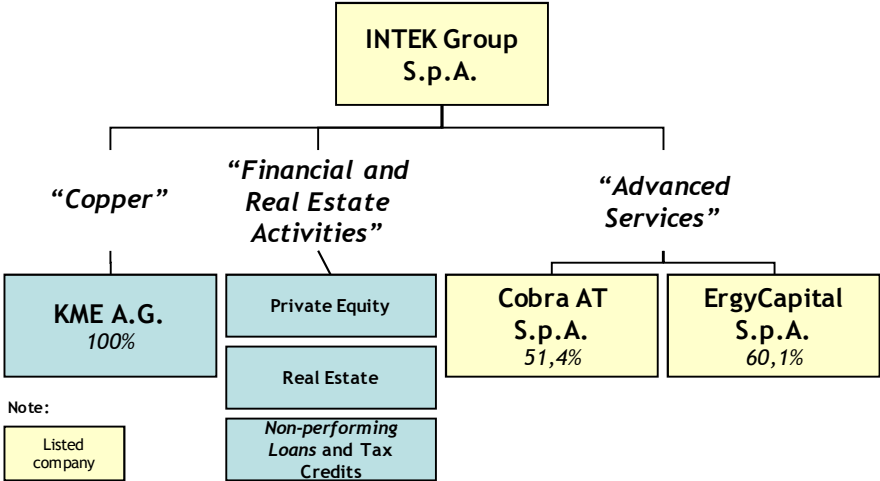 INTEK Group
S.p.A.
“Copper”
“Financial and
Real Estate
Activities”
“Advanced
Services”
KME A.G.
100%
Private Equity
Real Estate
Non-performing
Loans and Tax
Credits
Cobra AT
S.p.A.
51,4%
ErgyCapital
S.p.A.
60,1%
Note:
Listed
company